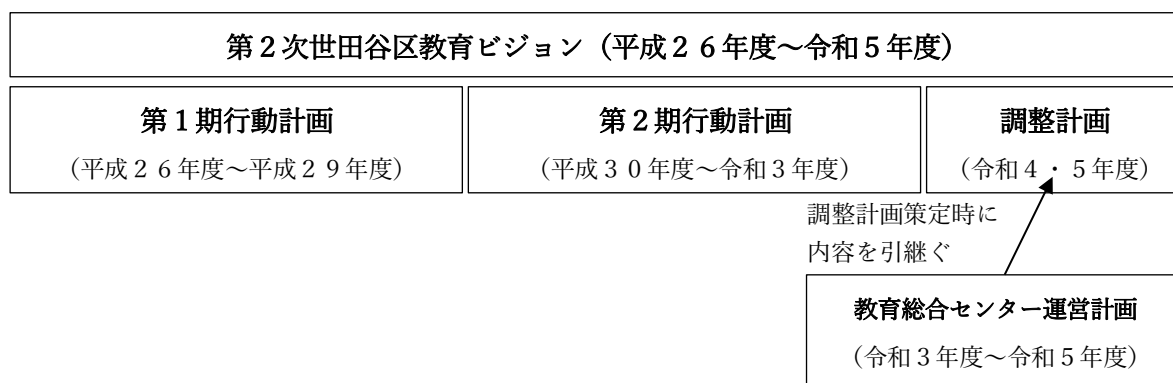 第２次世田谷区教育ビジョン（平成２６年度～令和５年度）
第１期行動計画
（平成２６年度～平成２９年度）
第２期行動計画
（平成３０年度～令和３年度）
調整計画
（令和４・５年度）
調整計画策定時に
内容を引継ぐ
教育総合センター運営計画
（令和３年度～令和５年度）